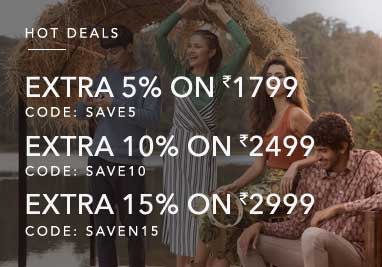 HOT DEALS
EXTRA 5% ON ₹1799
CODE: SAVE5
EXTRA 10% ON ₹2499
CODE: SAVE10
EXTRA 15% ON ₹2999
CODE: SAVEN15